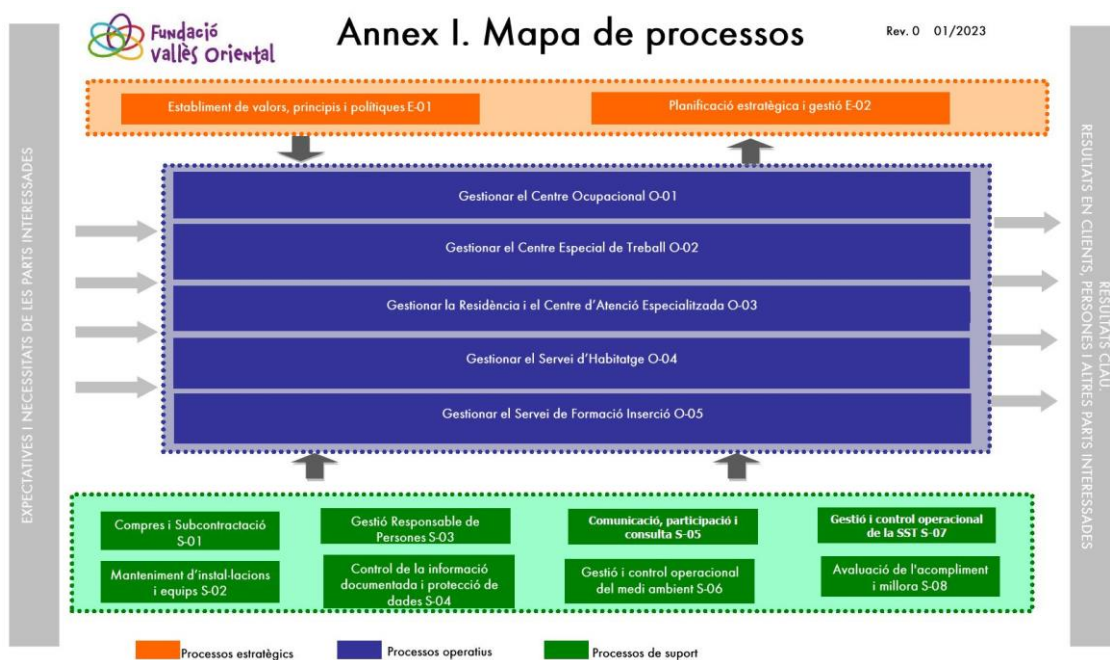 Fundació
Vallès Oriental
Annex I. Mapa de processos
Rev. 0 01/2023
EXPECTATIVES I NECESSITATS DE LES PARTS INTERESSADES
Establiment de valors, principis i polítiques E-01
Planificació estratègica i gestió E-02
Gestionar el Centre Ocupacional O-01
Gestionar el Centre Especial de Treball O-02
Gestionar la Residència i el Centre d'Atenció Especialitzada O-03
Gestionar el Servei d'Habitatge O-04
Gestionar el Servei de Formació Inserció O-05
RESULTATS CLAU.
RESULTATS EN CLIENTS, PERSONES I ALTRES PARTS INTERESSADES
Compres i Subcontractació
S-01
Gestió Responsable de
Persones S-03
Comunicació, participació i
consulta S-05
Gestió i control operacional
de la SST S-07
Manteniment d'instal·lacions
i equips S-02
Control de la informació
documentada i protecció de
dades S-04
Gestió i control operacional
del medi ambient S-06
Avaluació de l'acompliment
i millora S-08
Processos estratègics
Processos operatius
Processos de suport